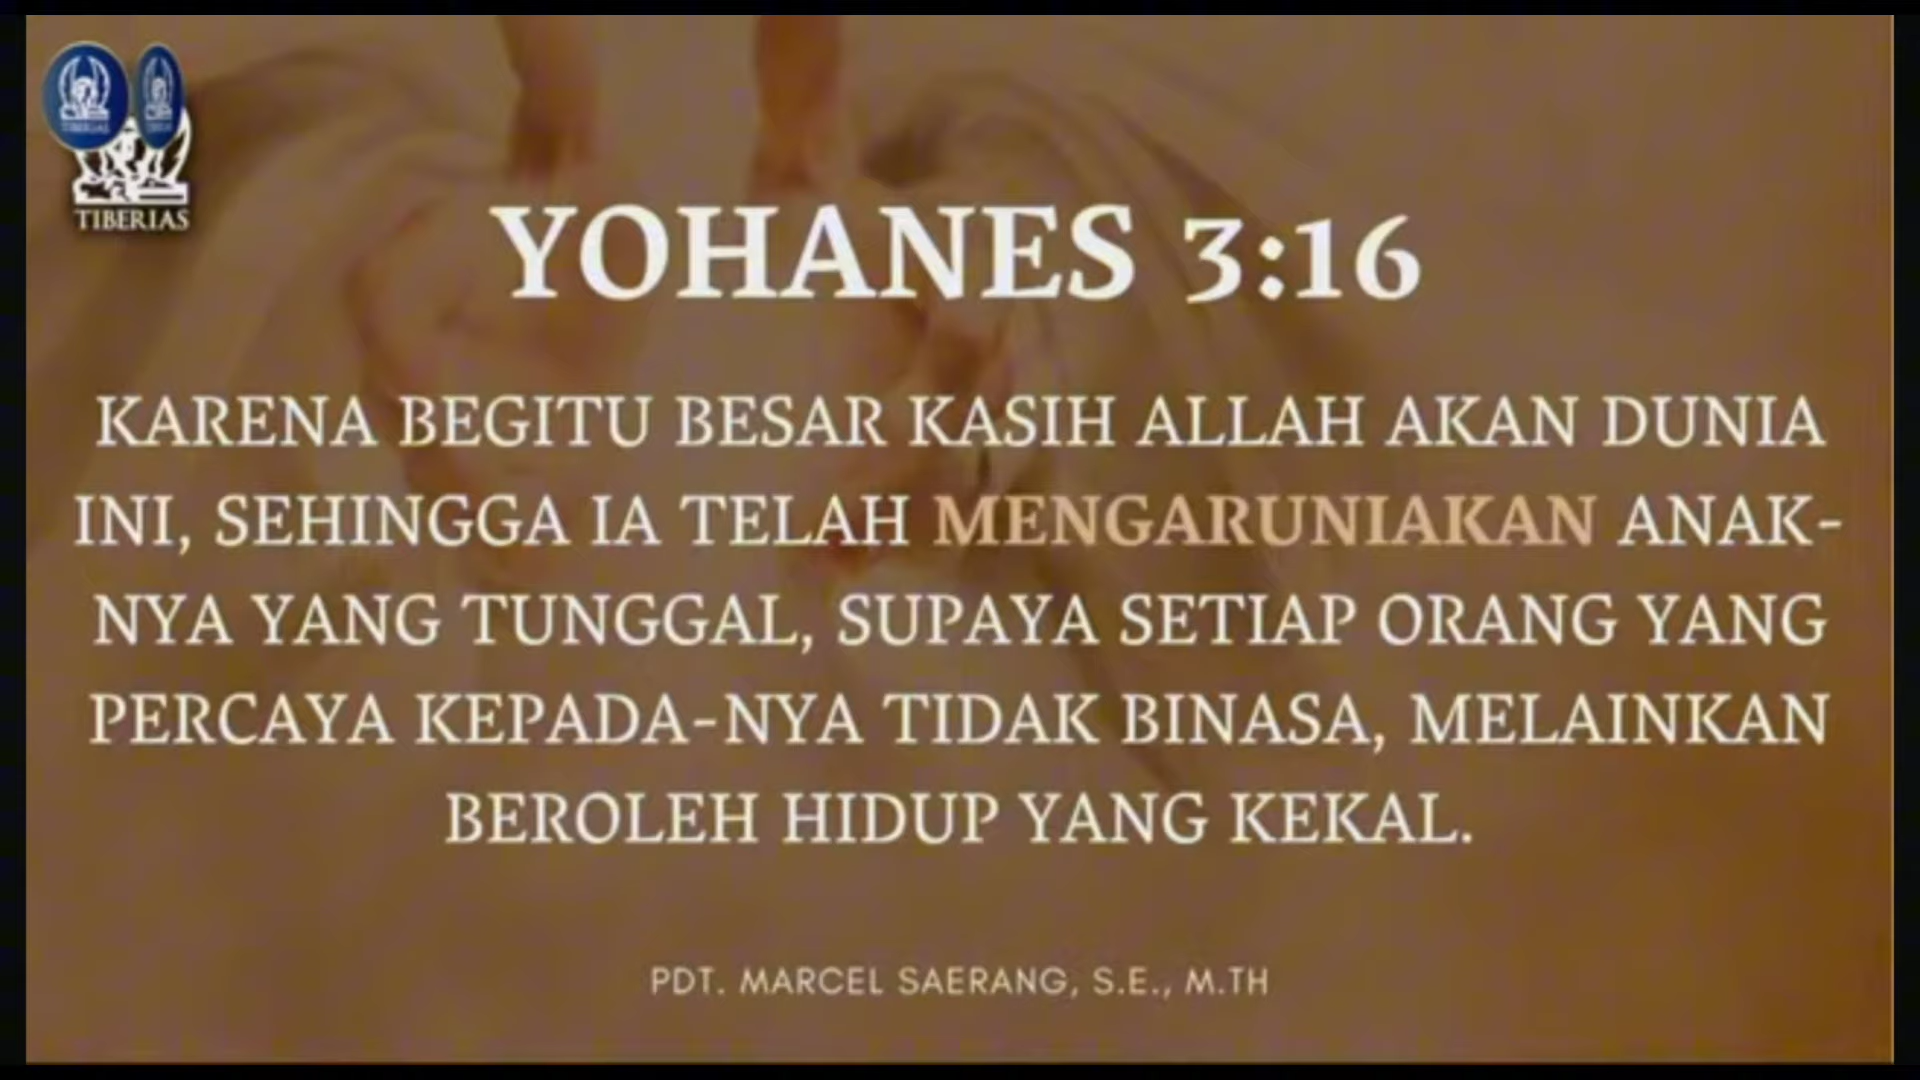 TIBERIAS
YOHANES 3:16
KARENA BEGITU BESAR KASIH ALLAH AKAN DUNIA
INI, SEHINGGA IA TELAH MENGARUNIAKAN ANAK-
NYA YANG TUNGGAL, SUPAYA SETIAP ORANG YANG
PERCAYA KEPADA-NYA TIDAK BINASA, MELAINKAN
BEROLEH HIDUP YANG KEKAL.
PDT. MARCEL SAERANG, S.E., M.TH